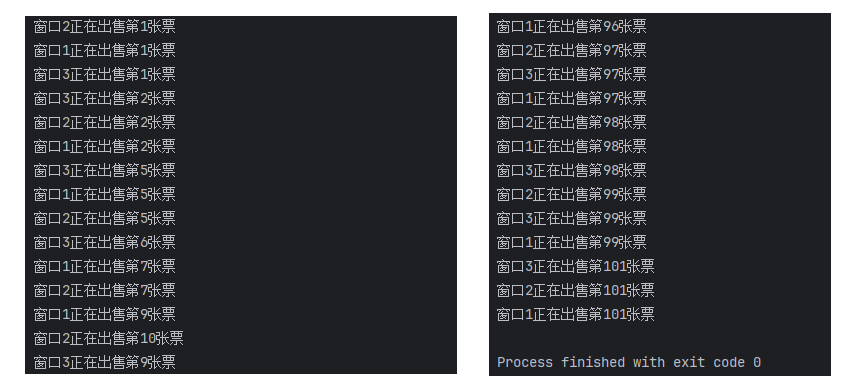 窗口2正在出售第1张票
窗口1正在出售第1张票
窗口3正在出售第1张票
窗口3正在出售第2张票
窗口2正在出售第2张票
窗口1正在出售第2张票
窗口3正在出售第5张票
窗口1正在出售第5张票
窗口2正在出售第5张票
窗口3正在出售第6张票
窗口1正在出售第7张票
窗口2正在出售第7张票
窗口1正在出售第9张票
窗口2正在出售第10张票
窗口3正在出售第9张票
窗口1正在出售第96张票
窗口2正在出售第97张票
窗口3正在出售第97张票
窗口1正在出售第97张票
窗口2正在出售第98张票
窗口1正在出售第98张票
窗口3正在出售第98张票
窗口2正在出售第99张票
窗口3正在出售第99张票
窗口1正在出售第99张票
窗口3正在出售第101张票
窗口2正在出售第101张票
窗口1正在出售第101张票
Process finished with exit code 0